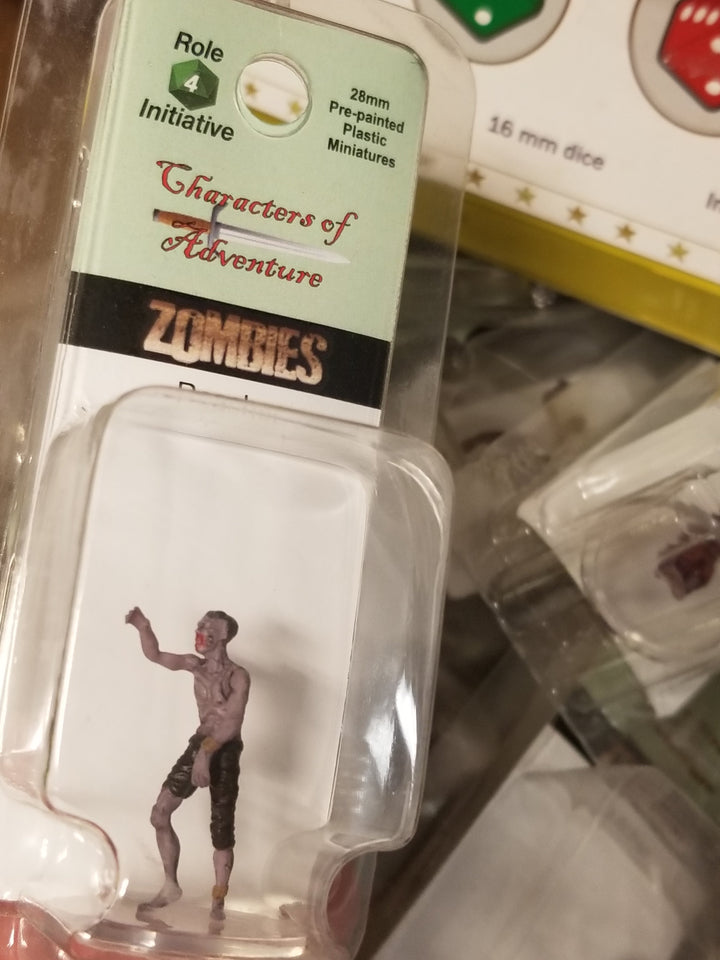 Role
4
Initiative
28mm
Pre-painted
Plastic
Miniatures
Characters of
Adventure
ZOMBIES
16 mm dice